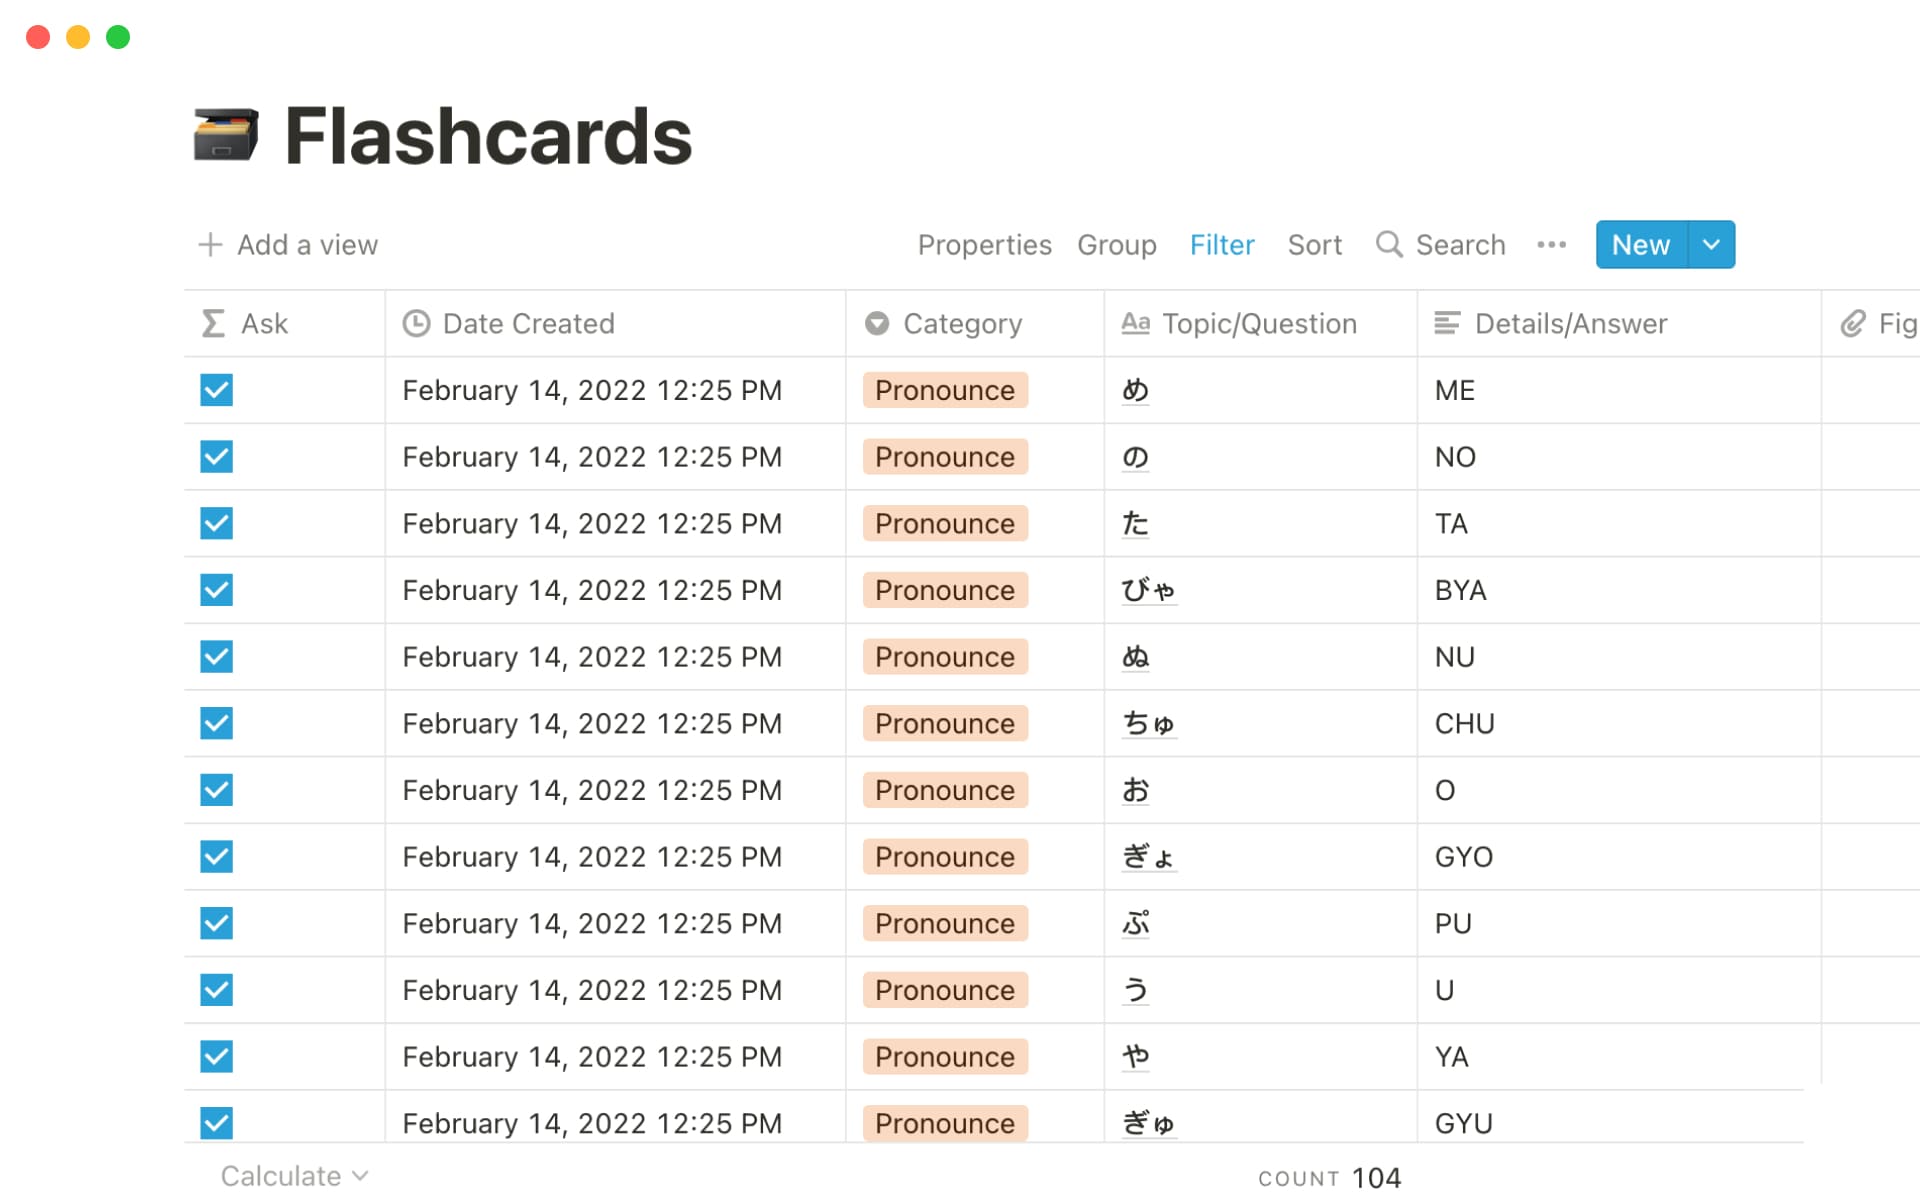 Flashcards
Add a view Properties Group Filter Sort Search New
Ask Date Created Category Aa Topic/Question Details/Answer Fig
February 14, 2022 12:25 PM Pronounce め ME
February 14, 2022 12:25 PM Pronounce の NO
February 14, 2022 12:25 PM Pronounce た TA
February 14, 2022 12:25 PM Pronounce びゃ BYA
February 14, 2022 12:25 PM Pronounce ぬ NU
February 14, 2022 12:25 PM Pronounce ちゅ CHU
February 14, 2022 12:25 PM Pronounce お O
February 14, 2022 12:25 PM Pronounce ぎょ GYO
February 14, 2022 12:25 PM Pronounce ぷ PU
February 14, 2022 12:25 PM Pronounce う U
February 14, 2022 12:25 PM Pronounce や YA
February 14, 2022 12:25 PM Pronounce ぎゅ GYU
Calculate COUNT 104